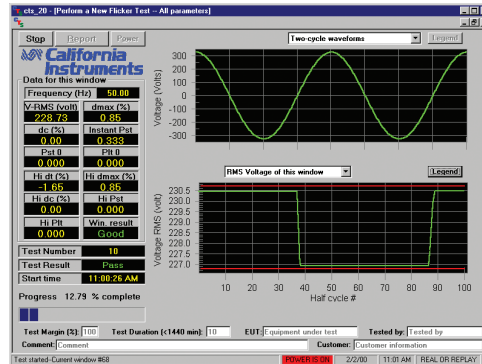 cts_20 - [Perform a New Flicker Test -- All parameters]
Stop Report Power
California Instruments
Data for this window
Frequency (Hz) 50.00
V-RMS (volt) dmax (%)
228.73 0.85
dc (%) Instant Pst
0.00 0.333
Pst 0 Plt 0
0.000 0.000
Hi dt (%) Hi dmax (%)
-1.65 0.85
Hi dc (%) Hi Pst
0.00 0.000
Hi Plt Win. result
0.000 Good
Test Number 10
Test Result Pass
Start time 11:00:26 AM
Progress 12.79 % complete
Two-cycle waveforms Legend
Voltage (Volts)
300
200
100
0
-100
-200
-300
RMS Voltage of this window Legend
Voltage RMS (volt)
230.5
230.0
229.5
229.0
228.5
228.0
227.5
227.0
10 20 30 40 50 60 70 80 90 100
Half cycle #
Test Margin (%): 100 Test Duration (<1440 min): 10 EUT: Equipment under test Tested by: Tested by
Comment: Comment Customer: Customer information
Test started-Current window #68 POWER IS ON 2/2/00 11:01 AM REAL OR REPLAY